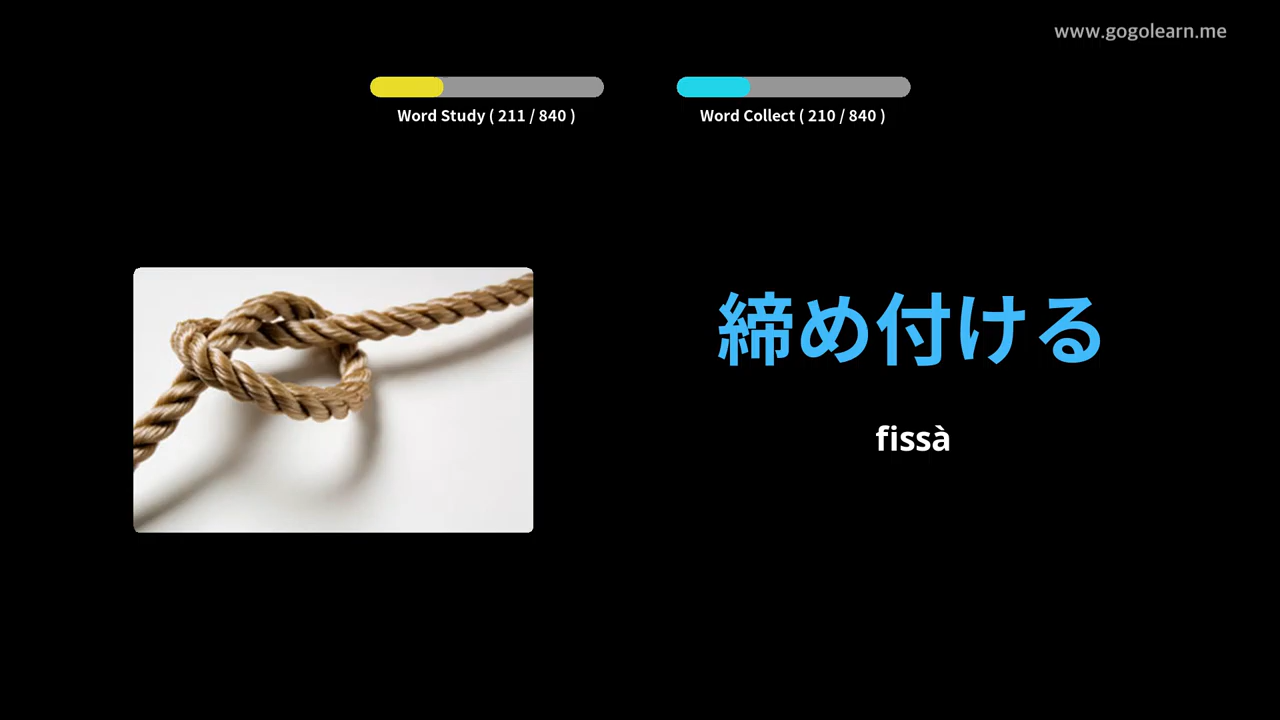 www.gogolearn.me
Word Study ( 211 / 840 )
Word Collect ( 210 / 840 )
締め付ける
fissà